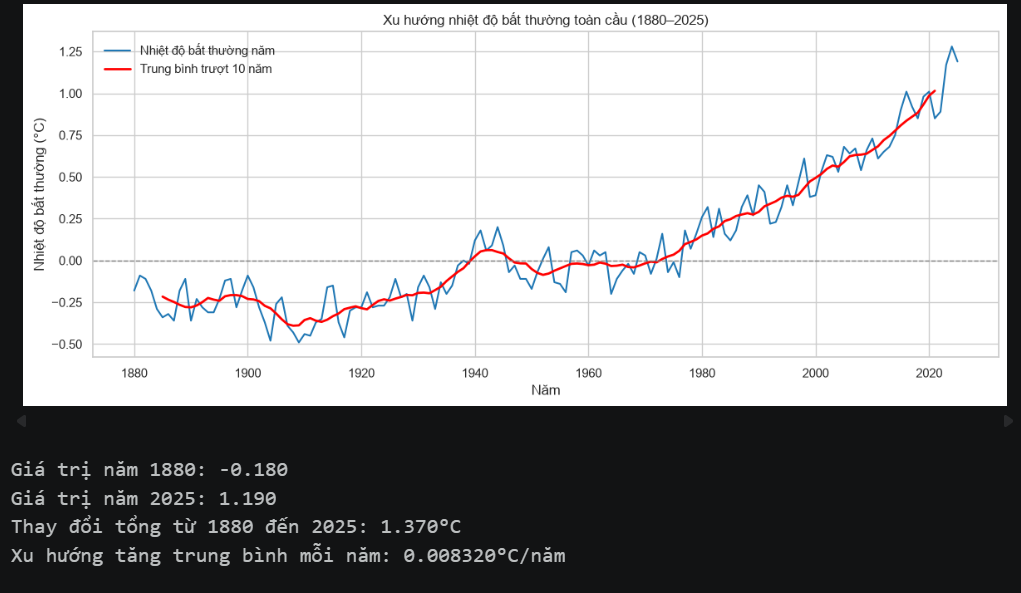 Xu hướng nhiệt độ bất thường toàn cầu (1880–2025)
Nhiệt độ bất thường năm
Trung bình trượt 10 năm
Nhiệt độ bất thường (°C)
1.25
1.00
0.75
0.50
0.25
0.00
−0.25
−0.50
1880 1900 1920 1940 1960 1980 2000 2020
Năm
Giá trị năm 1880: -0.180
Giá trị năm 2025: 1.190
Thay đổi tổng từ 1880 đến 2025: 1.370°C
Xu hướng tăng trung bình mỗi năm: 0.008320°C/năm